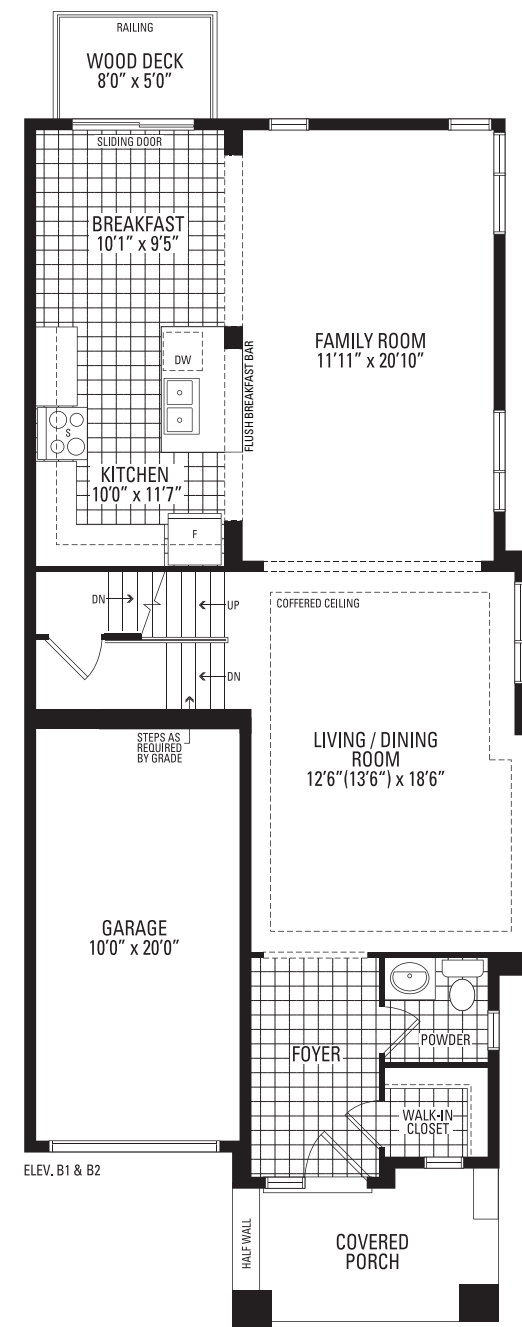 RAILING
WOOD DECK
8'0" x 5'0"
SLIDING DOOR
BREAKFAST
10'1" x 9'5"
FAMILY ROOM
11'11" x 20'10"
DW
FLUSH BREAKFAST BAR
S
KITCHEN
10'0" x 11'7"
F
DN
UP
COFFERED CEILING
DN
STEPS AS
REQUIRED
BY GRADE
LIVING / DINING
ROOM
12'6"(13'6") x 18'6"
GARAGE
10'0" x 20'0"
FOYER
POWDER
WALK-IN
CLOSET
ELEV. B1 & B2
HALF WALL
COVERED
PORCH